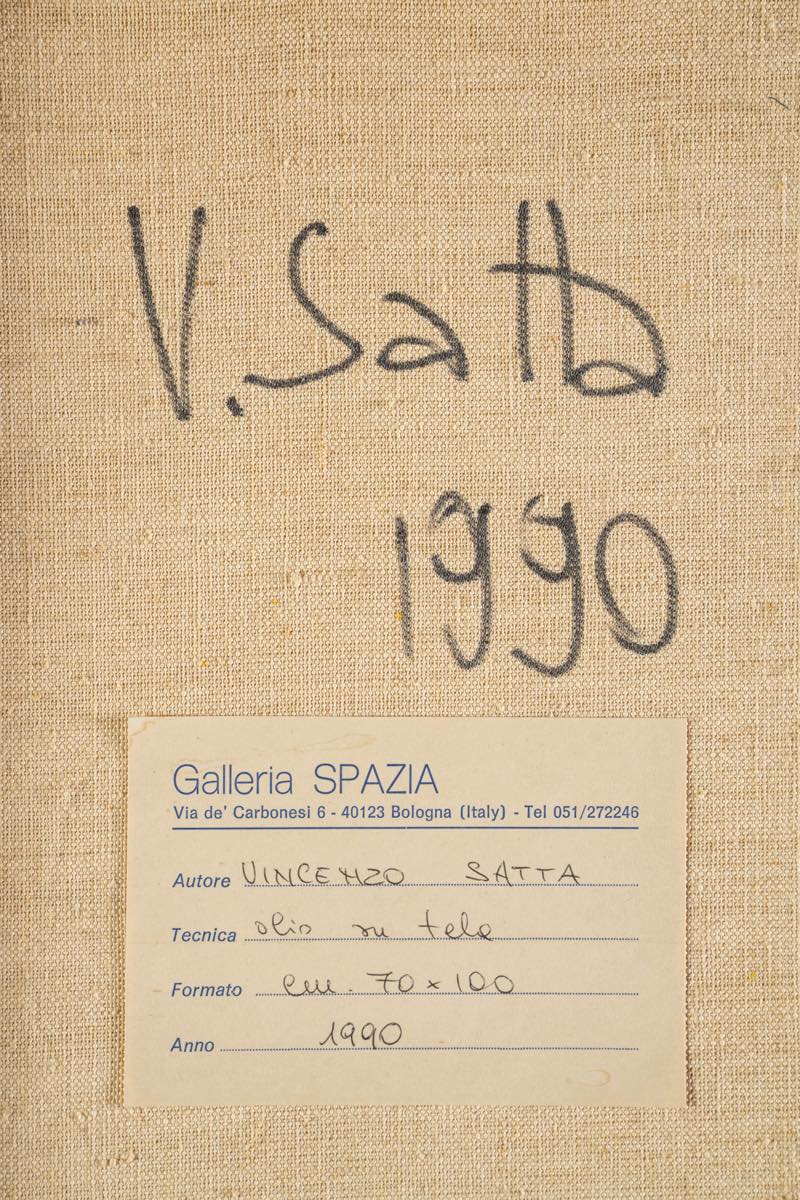 V. Satta
1990
Galleria SPAZIA
Via de' Carbonesi 6 - 40123 Bologna (Italy) - Tel 051/272246
Autore VINCENZO SATTA
Tecnica olio su tela
Formato cm. 70 x 100
Anno 1990